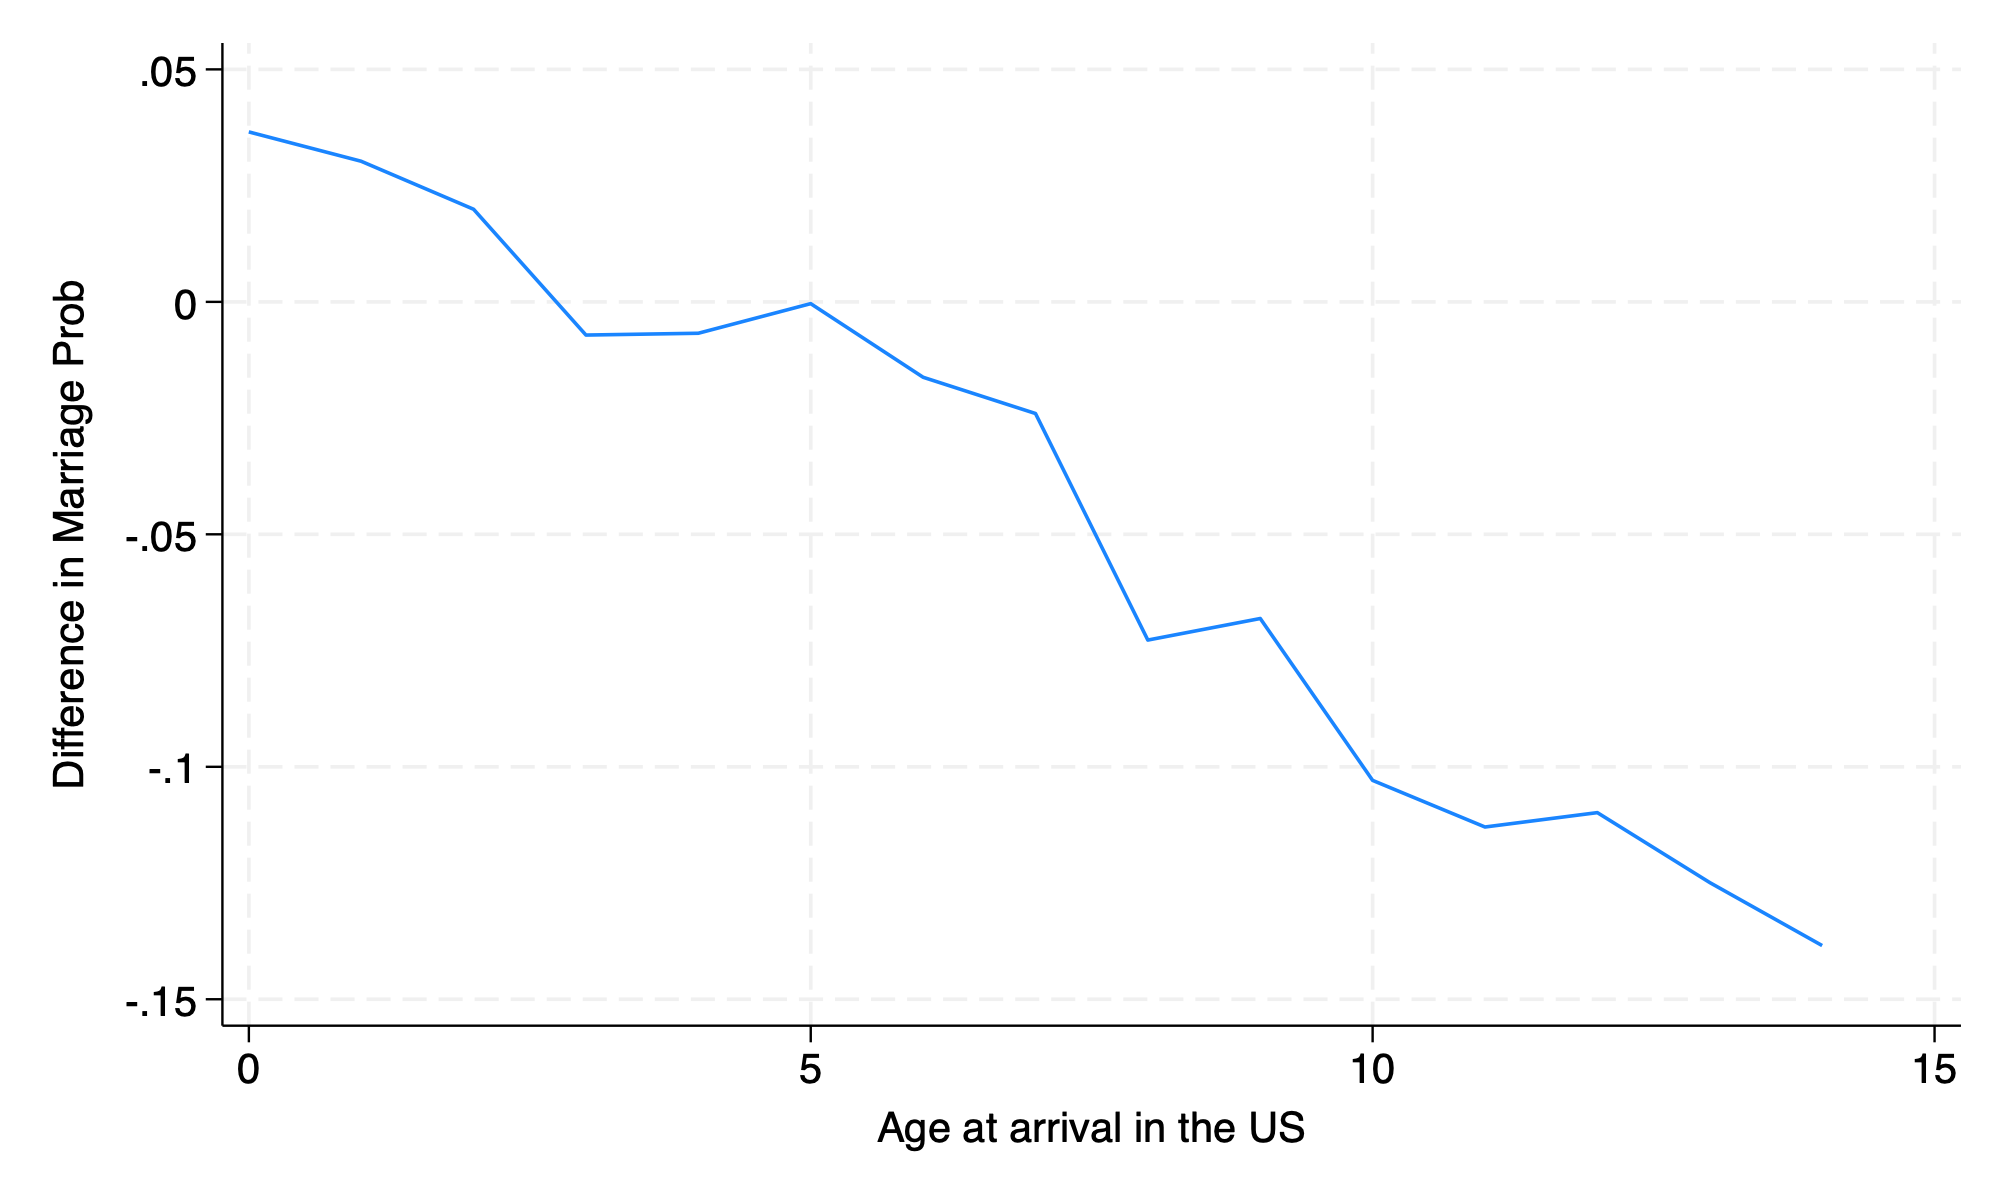 .05
0
-.05
-.1
-.15
Difference in Marriage Prob
0 5 10 15
Age at arrival in the US